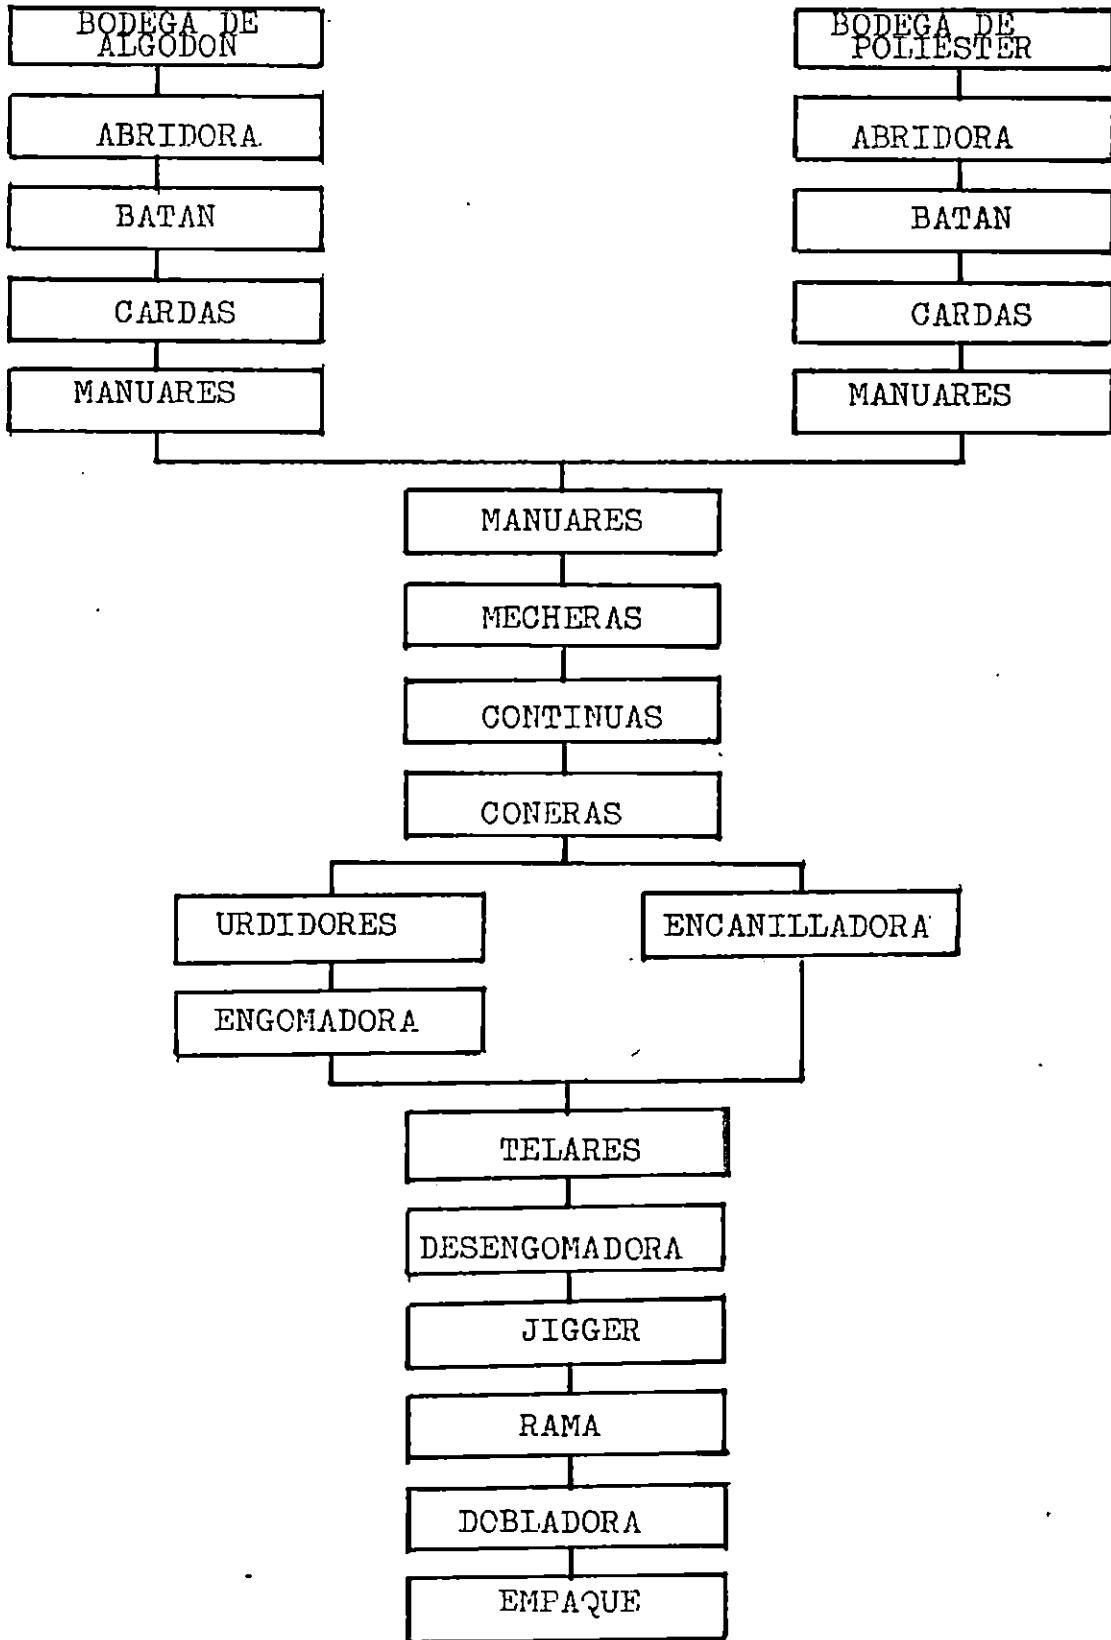 BODEGA DE
ALGODON
ABRIDORA
BATAN
CARDAS
MANUARES
BODEGA DE
POLIESTER
ABRIDORA
BATAN
CARDAS
MANUARES
MANUARES
MECHERAS
CONTINUAS
CONERAS
URDIDORES
ENGOMADORA
ENCANILLADORA
TELARES
DESENGOMADORA
JIGGER
RAMA
DOBLADORA
EMPAQUE